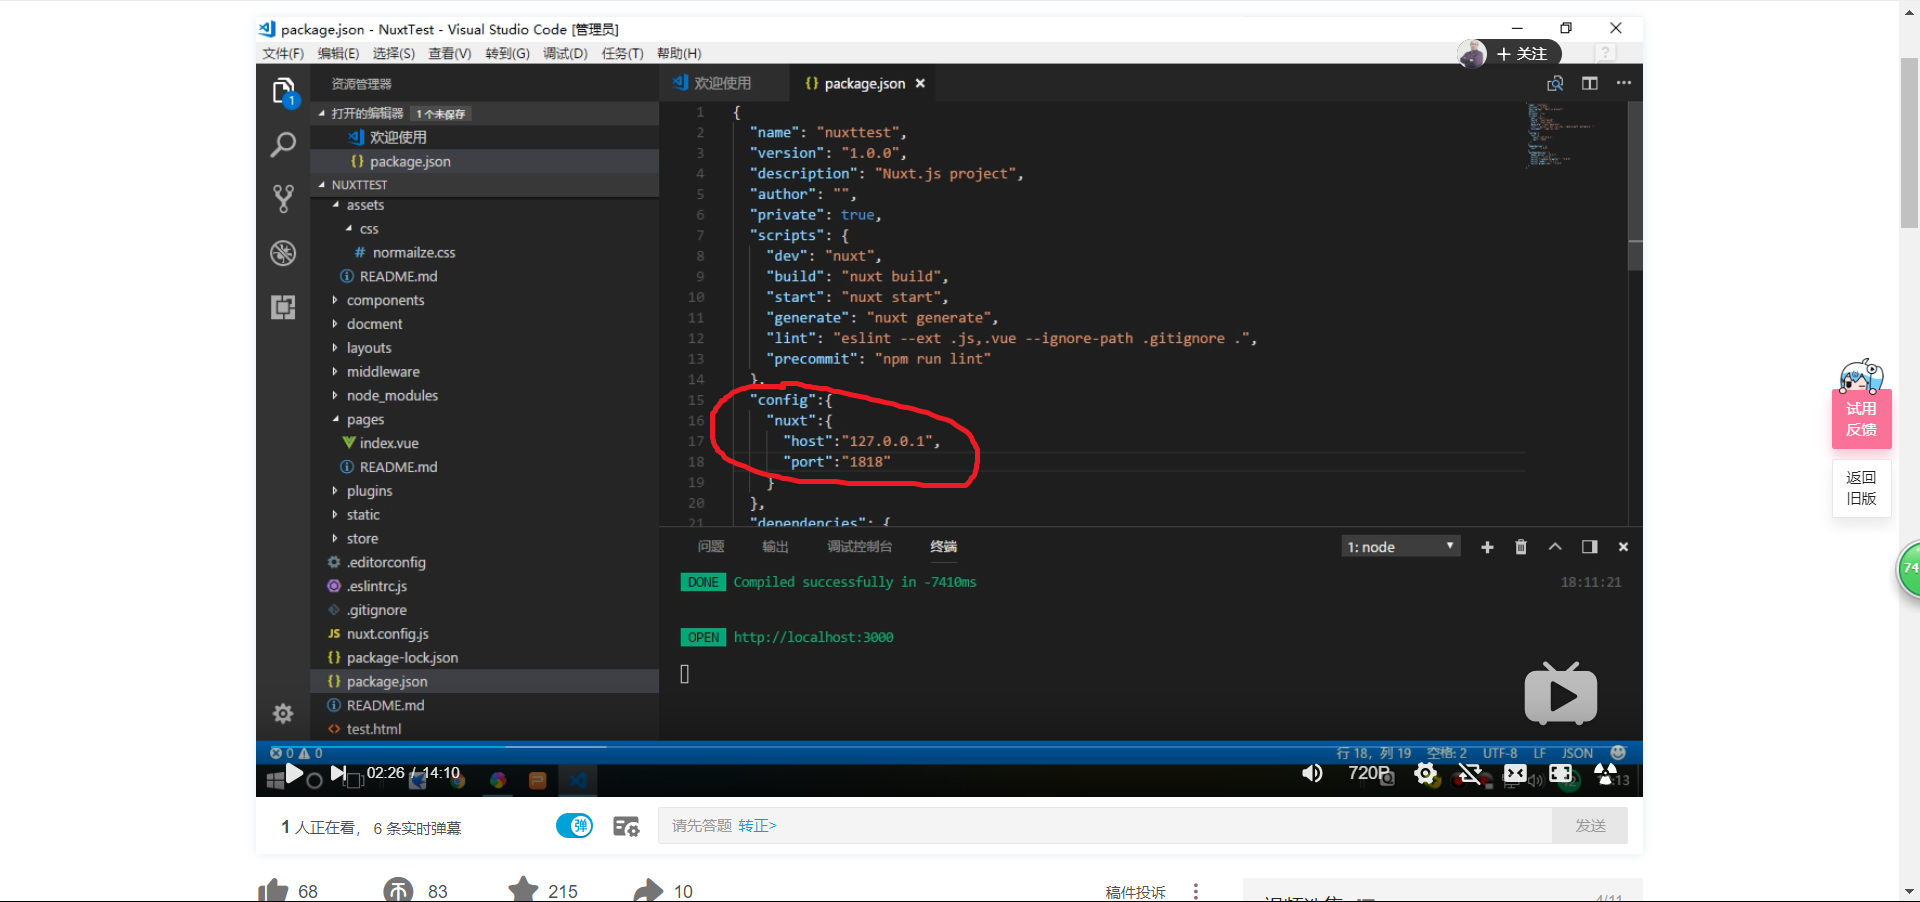 package.json - NuxtTest - Visual Studio Code [管理员]
文件(F) 编辑(E) 选择(S) 查看(V) 转到(G) 调试(D) 任务(T) 帮助(H)
+ 关注
?
资源管理器
欢迎使用
{} package.json ×
1
打开的编辑器 1 个未保存
欢迎使用
{} package.json
NUXTTEST
assets
css
# normailze.css
README.md
components
docment
layouts
middleware
node_modules
pages
index.vue
README.md
plugins
static
store
.editorconfig
.eslintrc.js
.gitignore
JS nuxt.config.js
{} package-lock.json
{} package.json
README.md
<> test.html
1 {
2 "name": "nuxttest",
3 "version": "1.0.0",
4 "description": "Nuxt.js project",
5 "author": "",
6 "private": true,
7 "scripts": {
8 "dev": "nuxt",
9 "build": "nuxt build",
10 "start": "nuxt start",
11 "generate": "nuxt generate",
12 "lint": "eslint --ext .js,.vue --ignore-path .gitignore .",
13 "precommit": "npm run lint"
14 },
15 "config":{
16 "nuxt":{
17 "host":"127.0.0.1",
18 "port":"1818"
19 }
20 },
21 "dependencies": {
问题 输出 调试控制台 终端
1: node
DONE Compiled successfully in -7410ms 18:11:21
OPEN http://localhost:3000
0 0
行 18, 列 19 空格: 2 UTF-8 LF JSON
02:26 / 14:10
720P
试用
反馈
返回
旧版
74
1 人正在看， 6 条实时弹幕
弹
请先答题 转正>
发送
68 83 215 10
稿件投诉
4/11